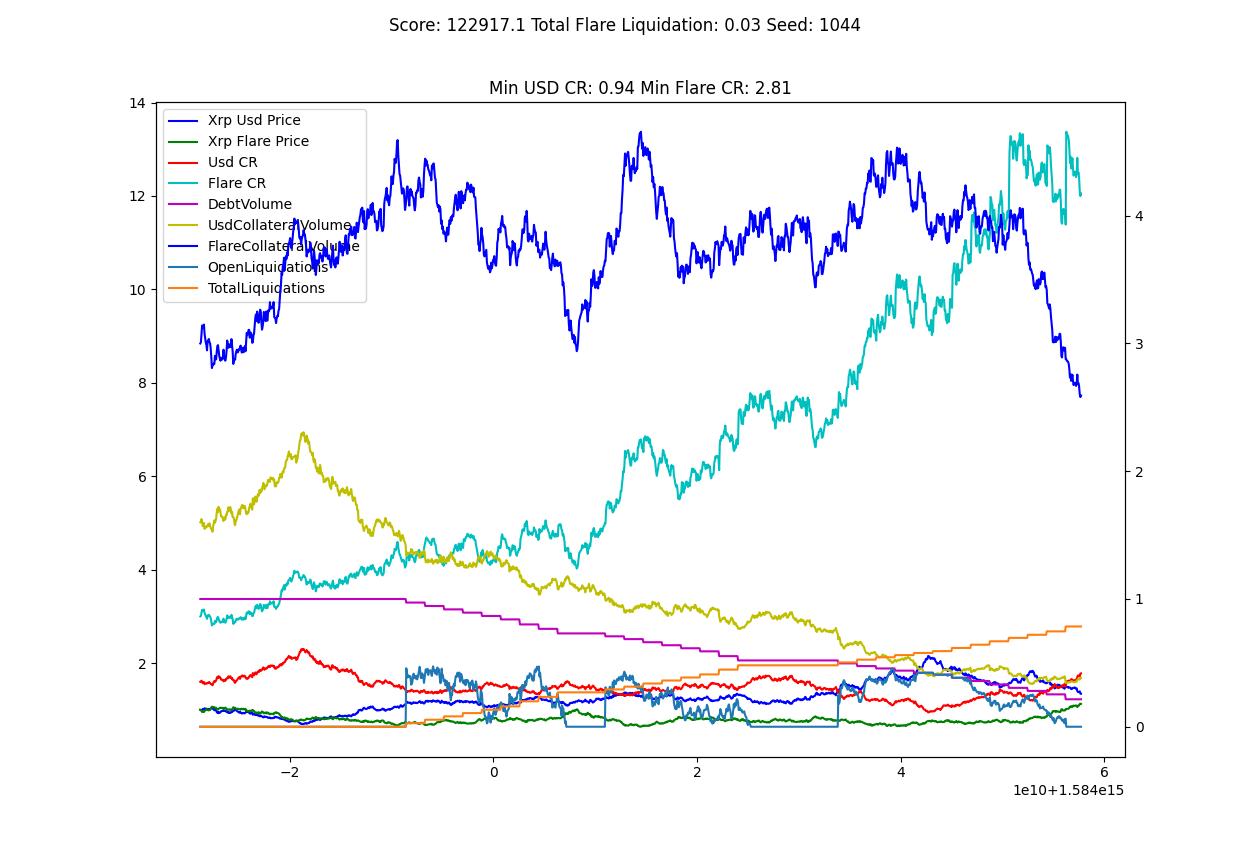 Score: 122917.1 Total Flare Liquidation: 0.03 Seed: 1044
Min USD CR: 0.94 Min Flare CR: 2.81
Xrp Usd Price
Xrp Flare Price
Usd CR
Flare CR
DebtVolume
UsdCollateralVolume
FlareCollateralVolume
OpenLiquidations
TotalLiquidations
14
12
10
8
6
4
2
4
3
2
1
0
−2
0
2
4
6
1e10+1.584e15